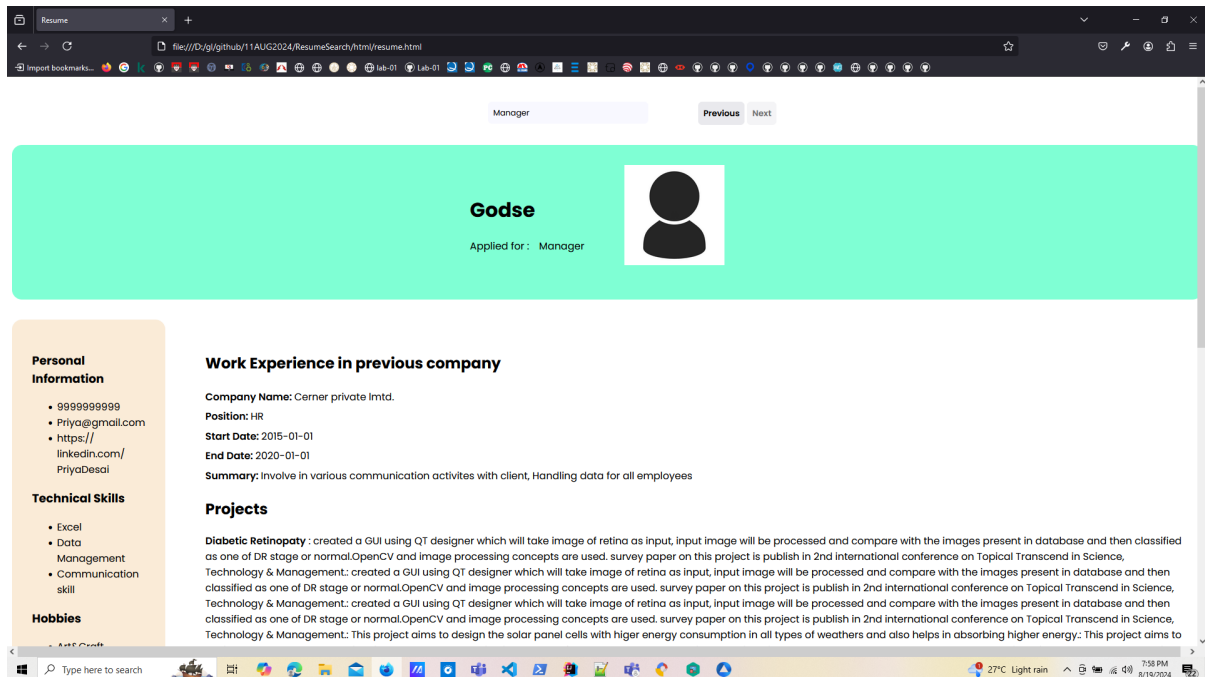 Resume
file:///D:/gl/github/11AUG2024/ResumeSearch/html/resume.html
Import bookmarks...
lab-01
Lab-01
Manager
Previous
Next
Godse
Applied for : Manager
Personal
Information
9999999999
Priya@gmail.com
https://
linkedin.com/
PriyaDesai
Technical Skills
Excel
Data
Management
Communication
skill
Hobbies
Art& Craft
Work Experience in previous company
Company Name: Cerner private lmtd.
Position: HR
Start Date: 2015-01-01
End Date: 2020-01-01
Summary: Involve in various communication activites with client, Handling data for all employees
Projects
Diabetic Retinopaty : created a GUI using QT designer which will take image of retina as input, input image will be processed and compare with the images present in database and then classified
as one of DR stage or normal.OpenCV and image processing concepts are used. survey paper on this project is publish in 2nd international conference on Topical Transcend in Science,
Technology & Management.: created a GUI using QT designer which will take image of retina as input, input image will be processed and compare with the images present in database and then
classified as one of DR stage or normal.OpenCV and image processing concepts are used. survey paper on this project is publish in 2nd international conference on Topical Transcend in Science,
Technology & Management.: created a GUI using QT designer which will take image of retina as input, input image will be processed and compare with the images present in database and then
classified as one of DR stage or normal.OpenCV and image processing concepts are used. survey paper on this project is publish in 2nd international conference on Topical Transcend in Science,
Technology & Management.: This project aims to design the solar panel cells with higer energy consumption in all types of weathers and also helps in absorbing higher energy.: This project aims to
Type here to search
27°C Light rain
7:58 PM
8/19/2024